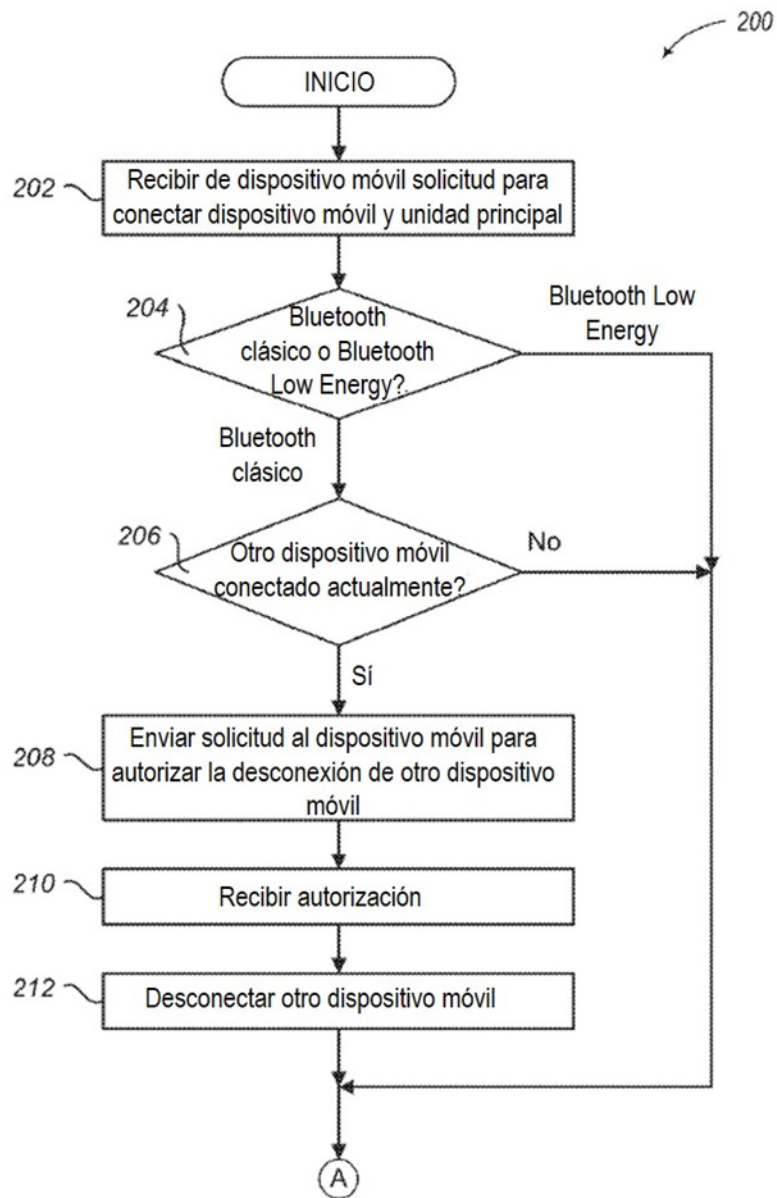 200
INICIO
202
Recibir de dispositivo móvil solicitud para
conectar dispositivo móvil y unidad principal
204
Bluetooth
clásico o Bluetooth
Low Energy?
Bluetooth Low
Energy
Bluetooth
clásico
206
Otro dispositivo móvil
conectado actualmente?
No
Sí
208
Enviar solicitud al dispositivo móvil para
autorizar la desconexión de otro dispositivo
móvil
210
Recibir autorización
212
Desconectar otro dispositivo móvil
A